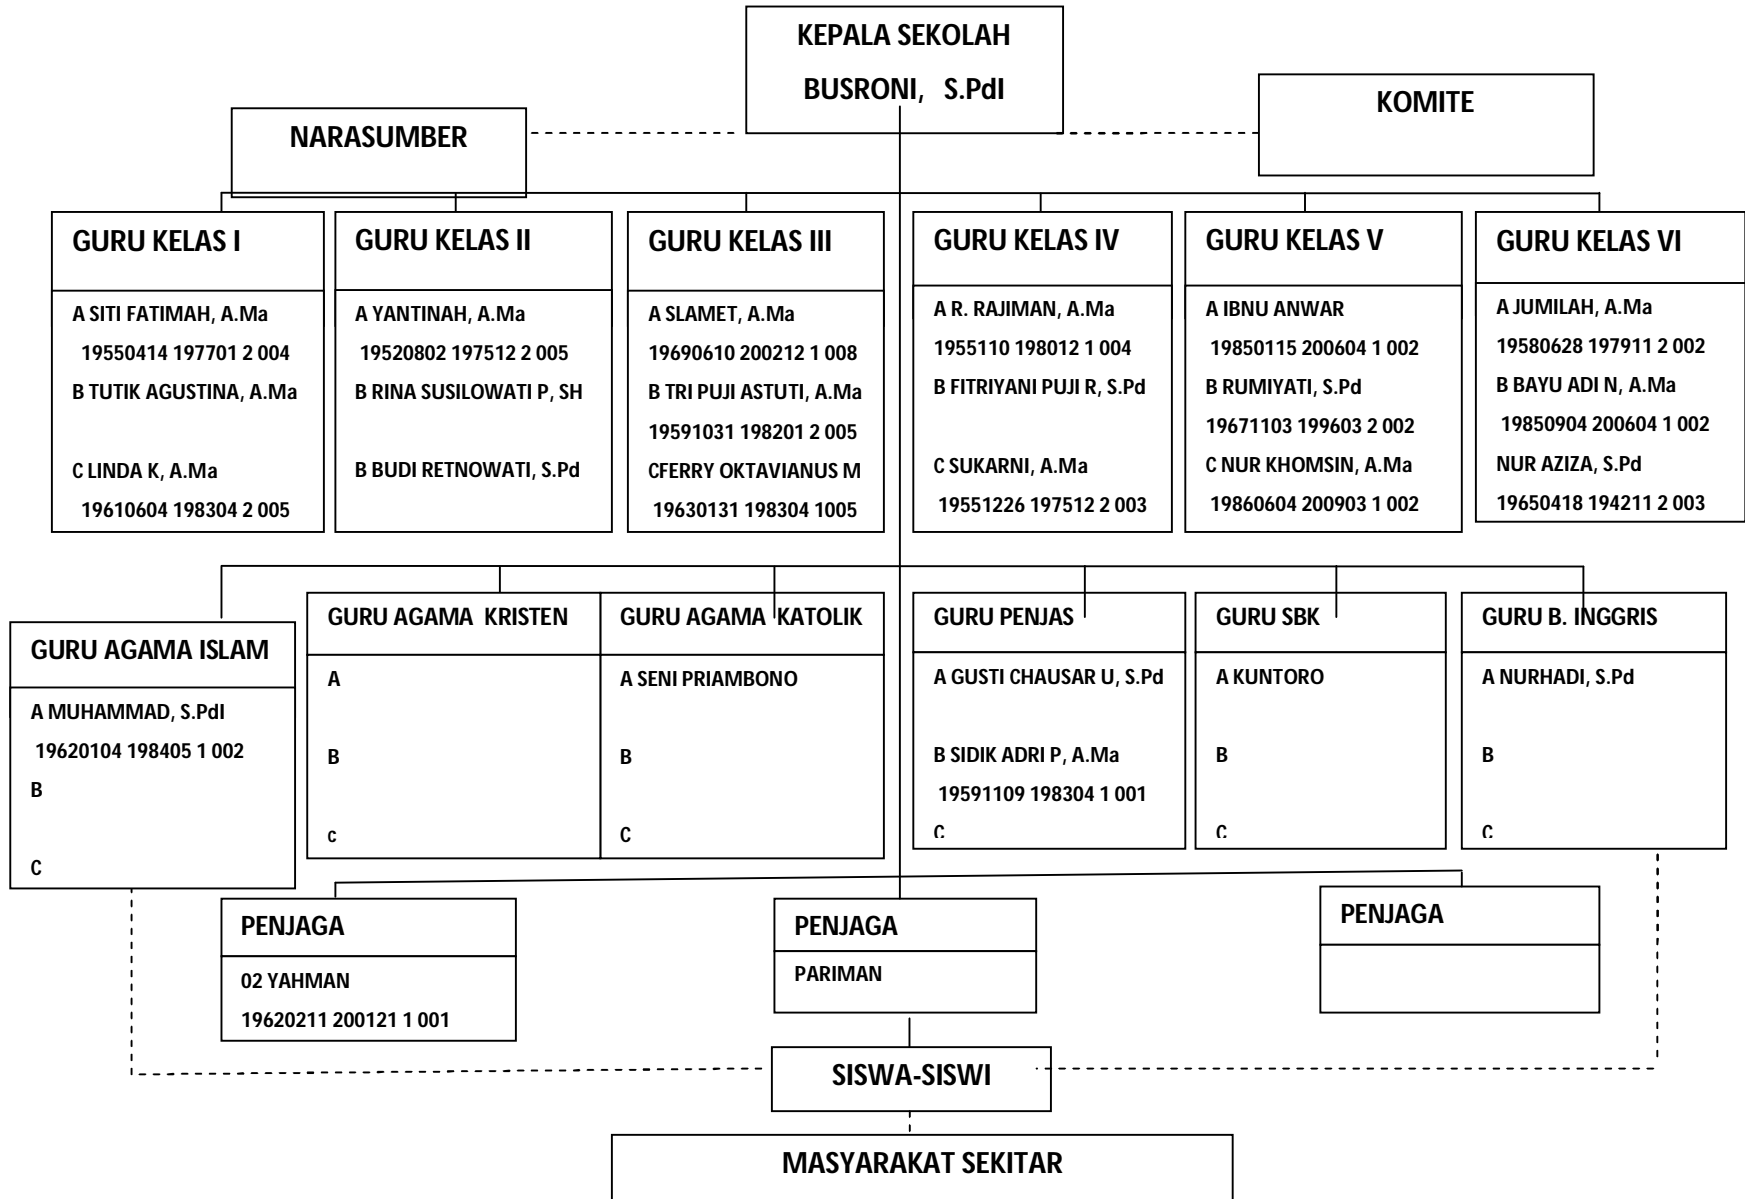 KEPALA SEKOLAH
BUSRONI, S.PdI
NARASUMBER
KOMITE
GURU KELAS I
A SITI FATIMAH, A.Ma
19550414 197701 2 004
B TUTIK AGUSTINA, A.Ma
C LINDA K, A.Ma
19610604 198304 2 005
GURU KELAS II
A YANTINAH, A.Ma
19520802 197512 2 005
B RINA SUSILOWATI P, SH
B BUDI RETNOWATI, S.Pd
GURU KELAS III
A SLAMET, A.Ma
19690610 200212 1 008
B TRI PUJI ASTUTI, A.Ma
19591031 198201 2 005
CFERRY OKTAVIANUS M
19630131 198304 1005
GURU KELAS IV
A R. RAJIMAN, A.Ma
1955110 198012 1 004
B FITRIYANI PUJI R, S.Pd
C SUKARNI, A.Ma
19551226 197512 2 003
GURU KELAS V
A IBNU ANWAR
19850115 200604 1 002
B RUMIYATI, S.Pd
19671103 199603 2 002
C NUR KHOMSIN, A.Ma
19860604 200903 1 002
GURU KELAS VI
A JUMILAH, A.Ma
19580628 197911 2 002
B BAYU ADI N, A.Ma
19850904 200604 1 002
NUR AZIZA, S.Pd
19650418 194211 2 003
GURU AGAMA ISLAM
A MUHAMMAD, S.PdI
19620104 198405 1 002
B
C
GURU AGAMA KRISTEN
A
B
c
GURU AGAMA KATOLIK
A SENI PRIAMBONO
B
C
GURU PENJAS
A GUSTI CHAUSAR U, S.Pd
B SIDIK ADRI P, A.Ma
19591109 198304 1 001
C
GURU SBK
A KUNTORO
B
C
GURU B. INGGRIS
A NURHADI, S.Pd
B
C
PENJAGA
02 YAHMAN
19620211 200121 1 001
PENJAGA
PARIMAN
PENJAGA
SISWA-SISWI
MASYARAKAT SEKITAR